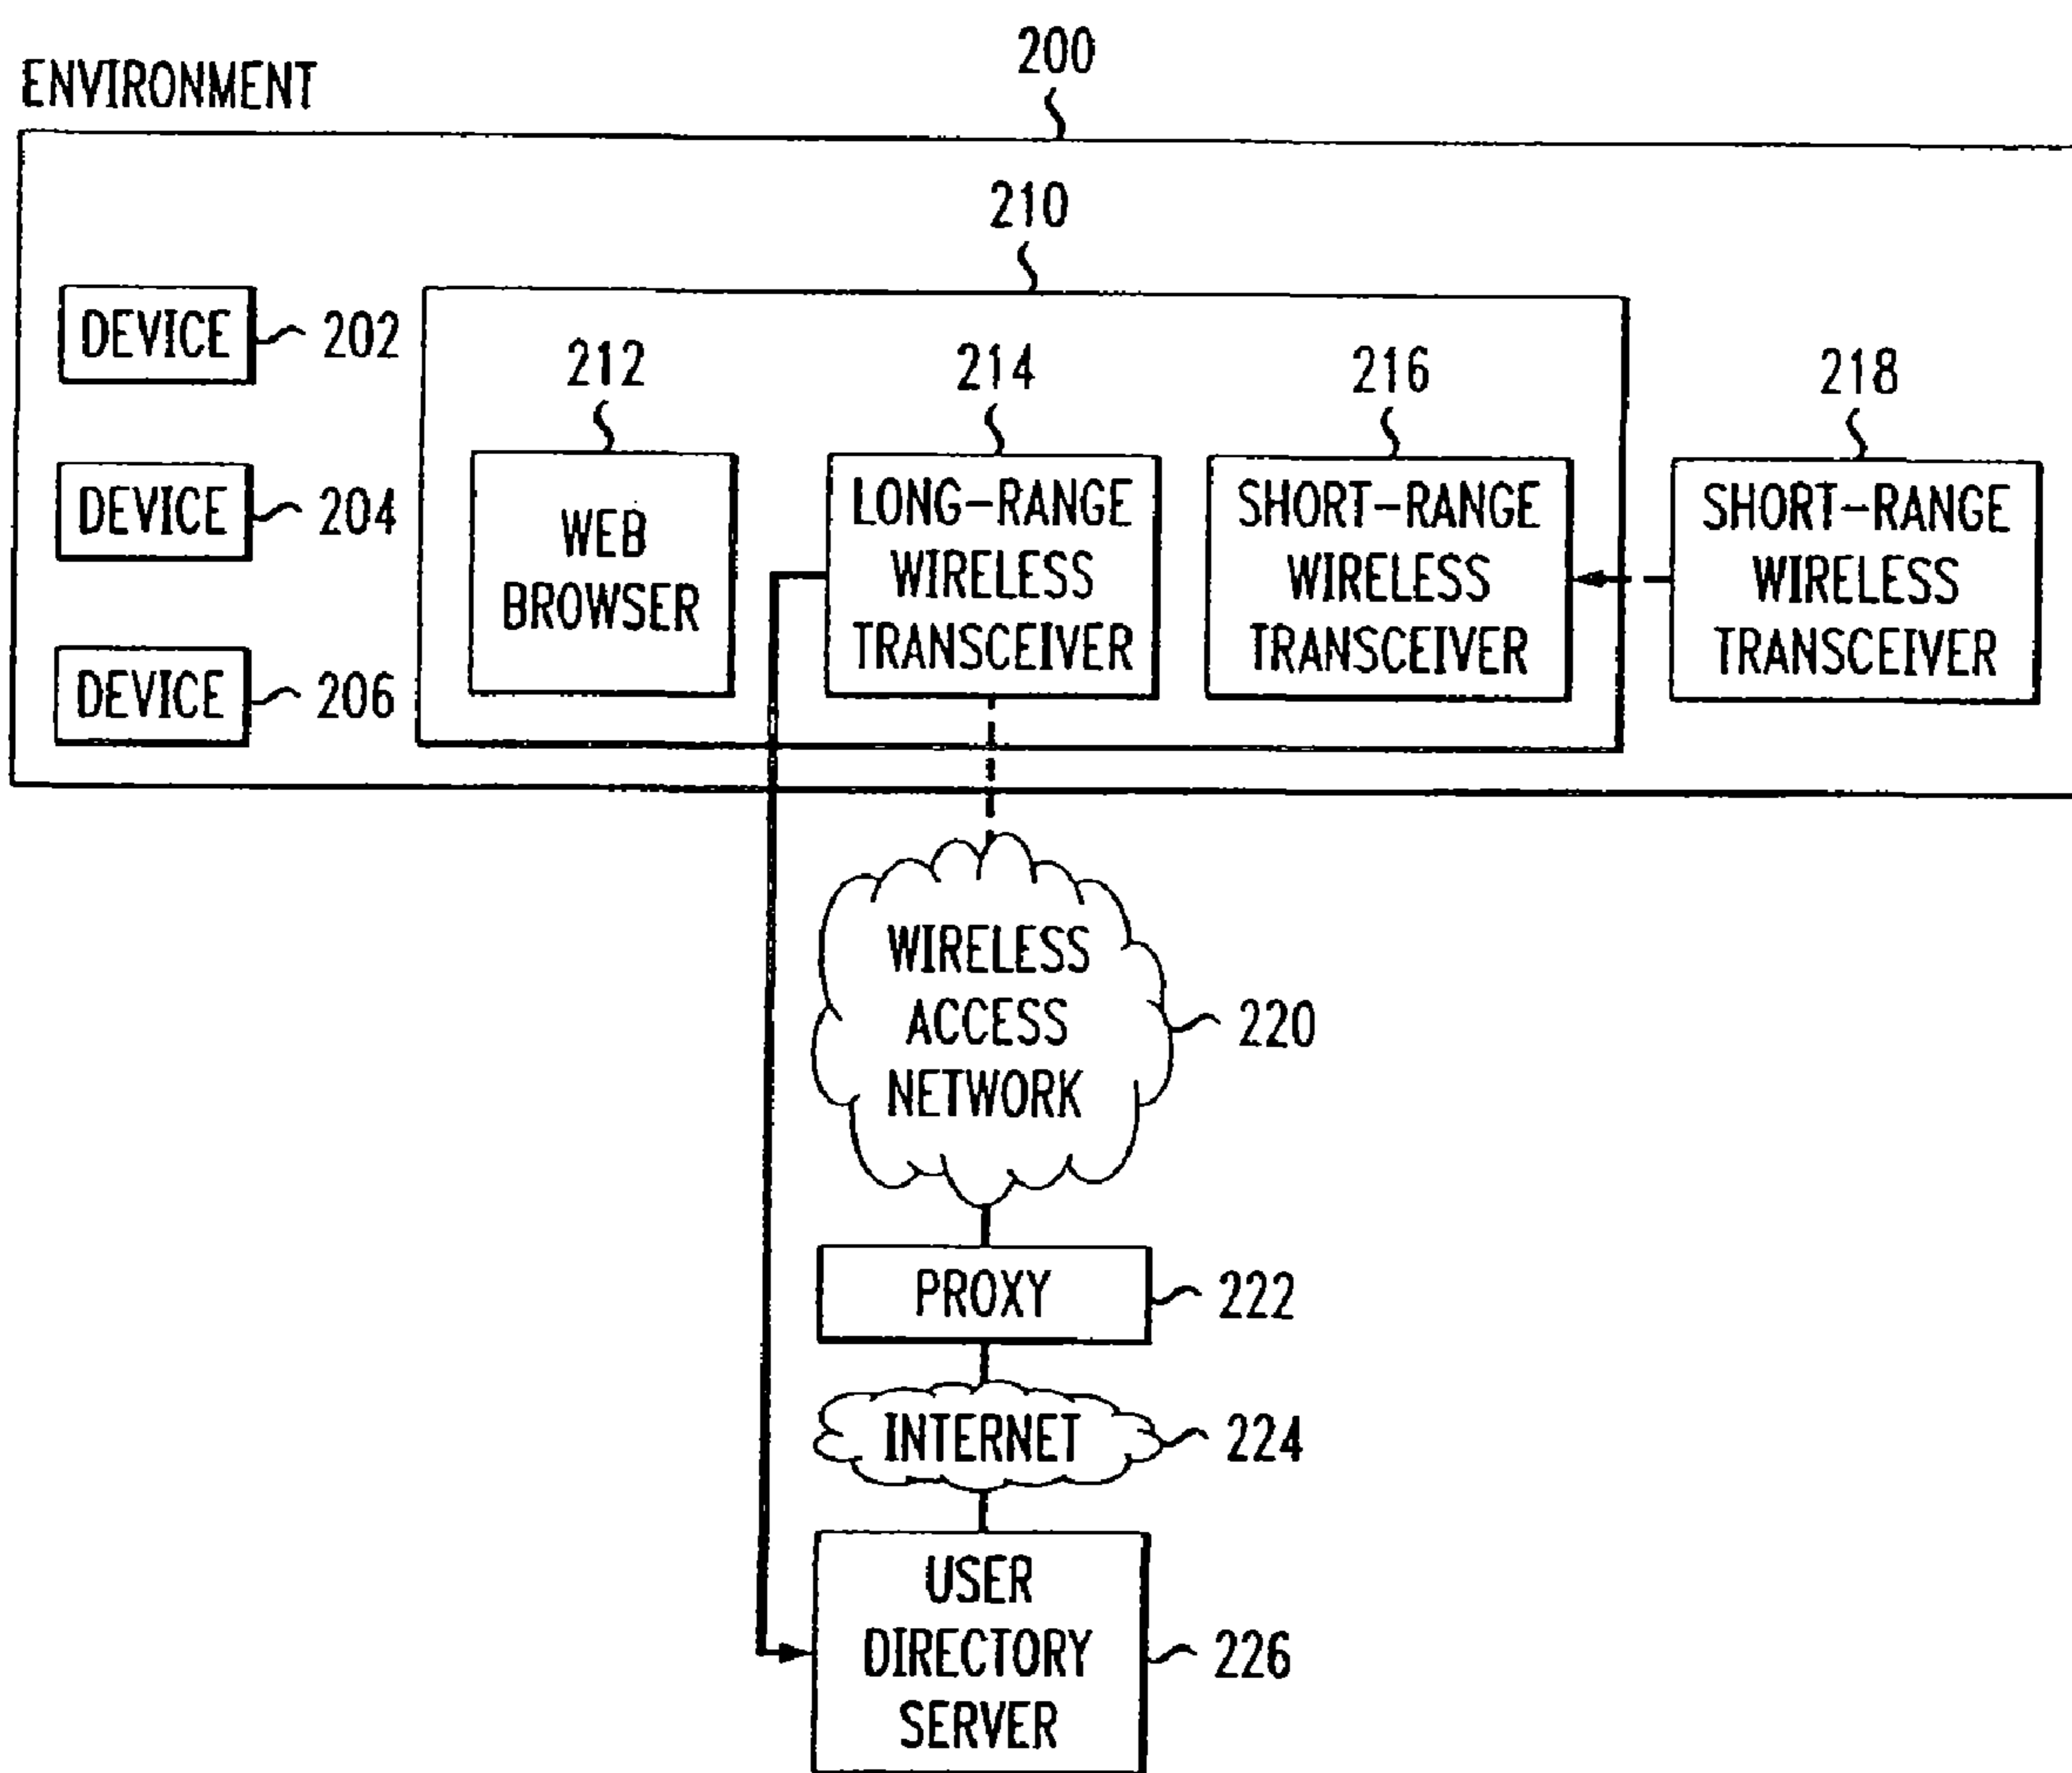 200
ENVIRONMENT
210
DEVICE
202
212
214
216
218
DEVICE
204
WEB
BROWSER
LONG-RANGE
WIRELESS
TRANSCEIVER
SHORT-RANGE
WIRELESS
TRANSCEIVER
SHORT-RANGE
WIRELESS
TRANSCEIVER
DEVICE
206
WIRELESS
ACCESS
NETWORK
220
PROXY
222
INTERNET
224
USER
DIRECTORY
SERVER
226